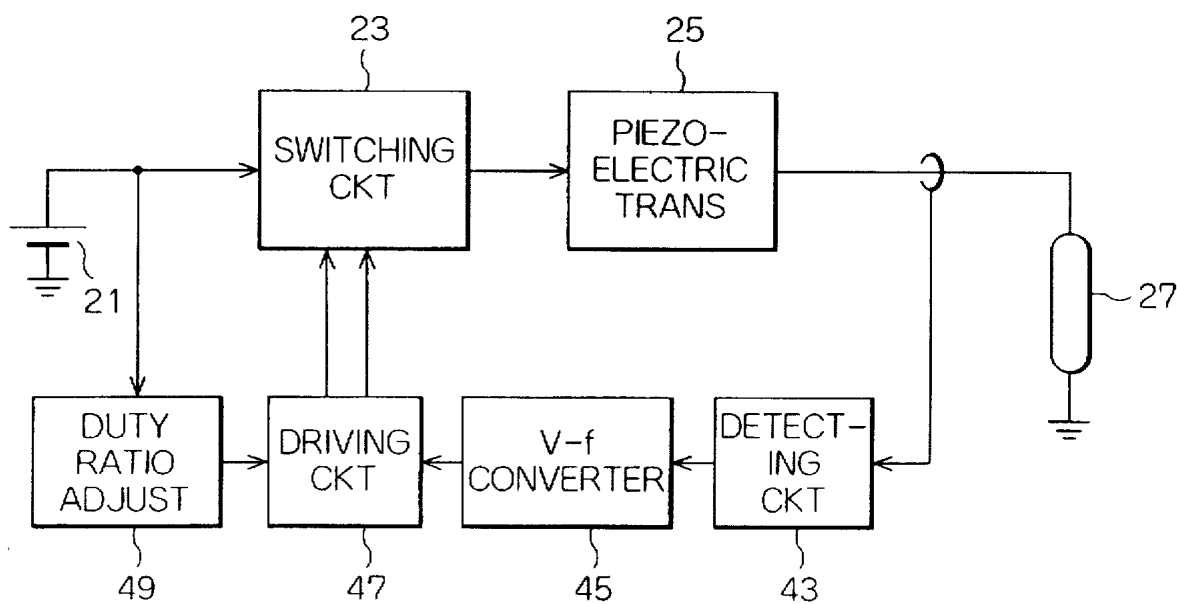 23
25
SWITCHING
CKT
PIEZO-
ELECTRIC
TRANS
21
27
DUTY
RATIO
ADJUST
DRIVING
CKT
V-f
CONVERTER
DETECT-
ING
CKT
49
47
45
43